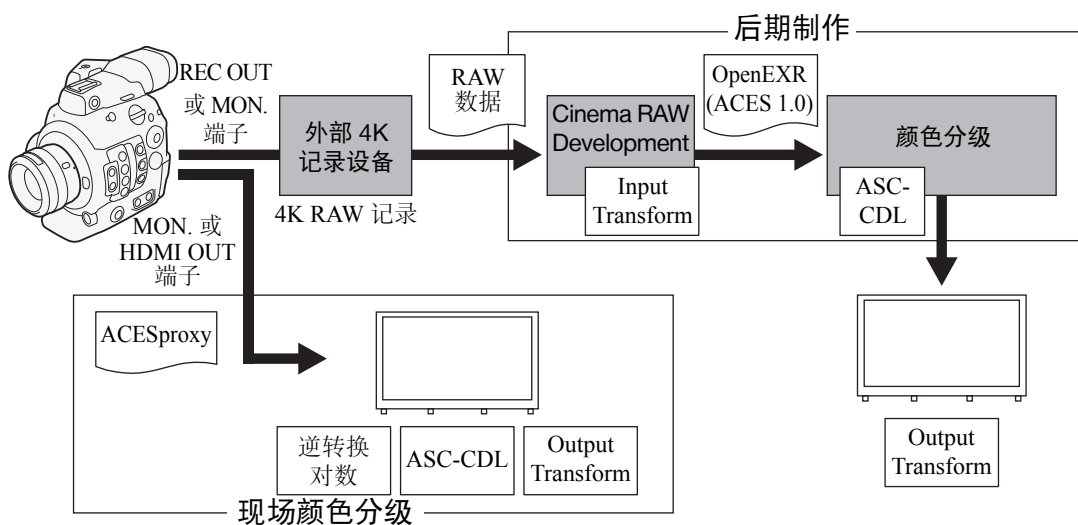 后期制作
REC OUT
或 MON.
端子
外部 4K
记录设备
4K RAW 记录
RAW
数据
Cinema RAW
Development
Input
Transform
OpenEXR
(ACES 1.0)
颜色分级
ASC-
CDL
MON. 或
HDMI OUT
端子
ACESproxy
逆转换
对数
ASC-CDL
Output
Transform
现场颜色分级
Output
Transform